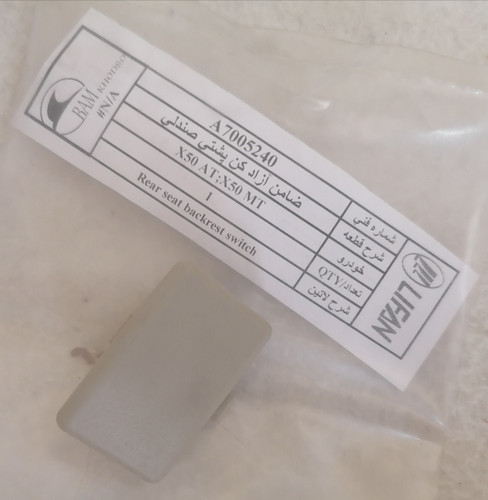 BAM KHODRO
#N/A
A7005240
شماره فنی
ضامن آزاد کن پشتی صندلی
شرح قطعه
X50 AT;X50 MT
خودرو
1
QTY/تعداد
Rear seat backrest switch
شرح لاتین
LIFAN